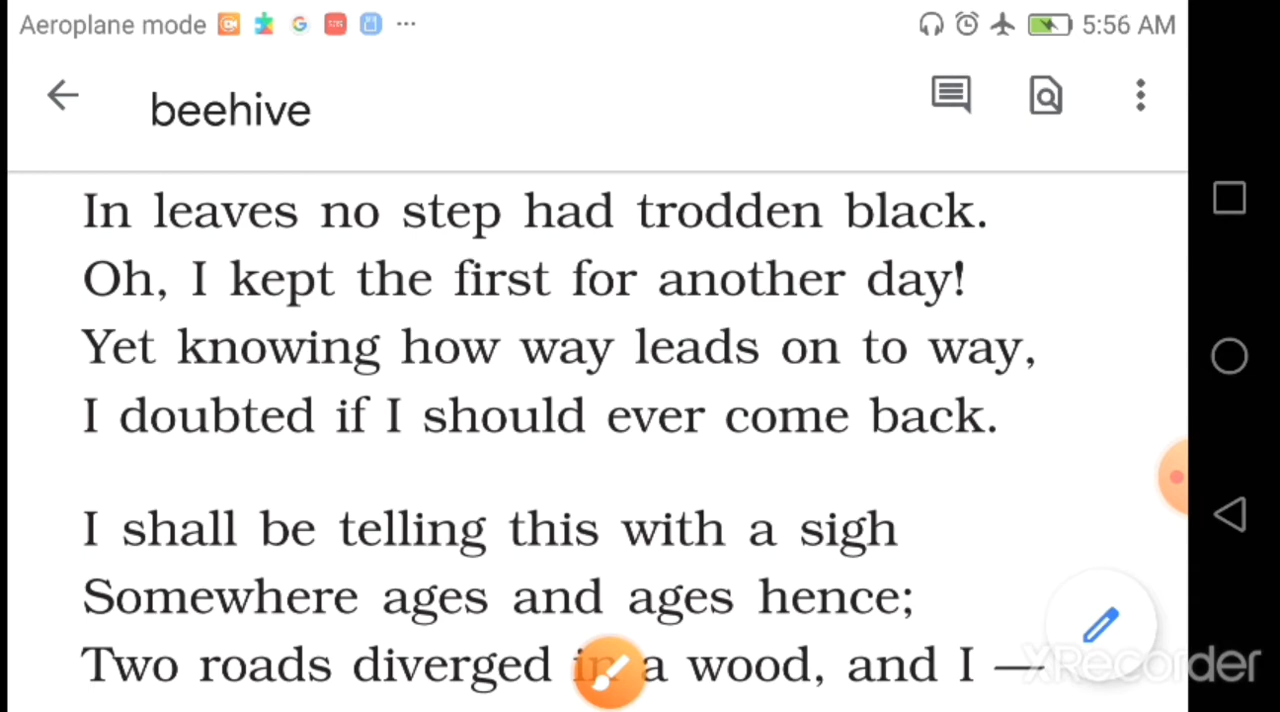 Aeroplane mode
5:56 AM
beehive
In leaves no step had trodden black.
Oh, I kept the first for another day!
Yet knowing how way leads on to way,
I doubted if I should ever come back.
I shall be telling this with a sigh
Somewhere ages and ages hence;
Two roads diverged in a wood, and I —
XRecorder